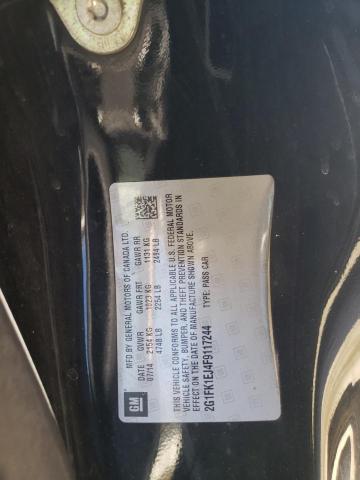 MFD BY GENERAL MOTORS OF CANADA LTD.
07/14 GVWR GAWR FRT GAWR RR
2154 KG 1023 KG 1131 KG
4748 LB 2254 LB 2494 LB
THIS VEHICLE CONFORMS TO ALL APPLICABLE U.S. FEDERAL MOTOR
VEHICLE SAFETY, BUMPER, AND THEFT PREVENTION STANDARDS IN
EFFECT ON THE DATE OF MANUFACTURE SHOWN ABOVE.
2G1FK1EJ4F9117244 TYPE: PASS CAR
GM